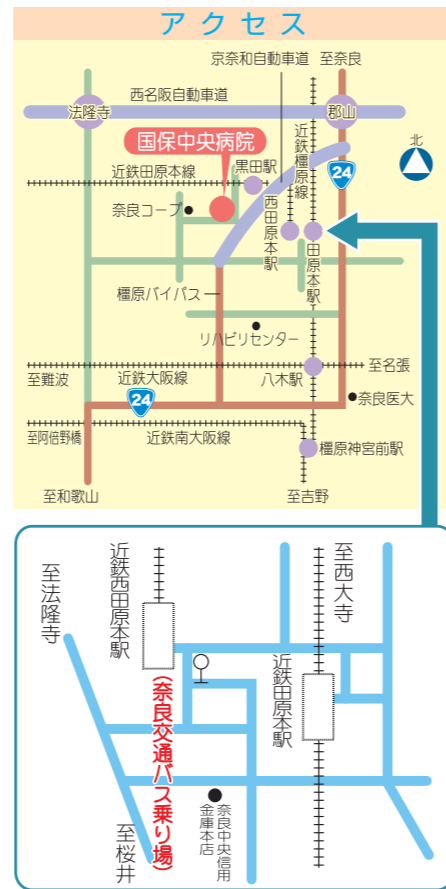 アクセス
京奈和自動車道
至奈良
西名阪自動車道
法隆寺
郡山
国保中央病院
近鉄橿原線
北
黒田駅
24
近鉄田原本線
奈良コープ
西田原本駅
田原本駅
橿原バイパス
リハビリセンター
至名張
至難波
近鉄大阪線
八木駅
24
奈良医大
至阿倍野橋
近鉄南大阪線
橿原神宮前駅
至和歌山
至吉野
至法隆寺
近鉄西田原本駅
至西大寺
近鉄田原本駅
(奈良交通バス乗り場)
至桜井
奈良中央信用
金庫本店